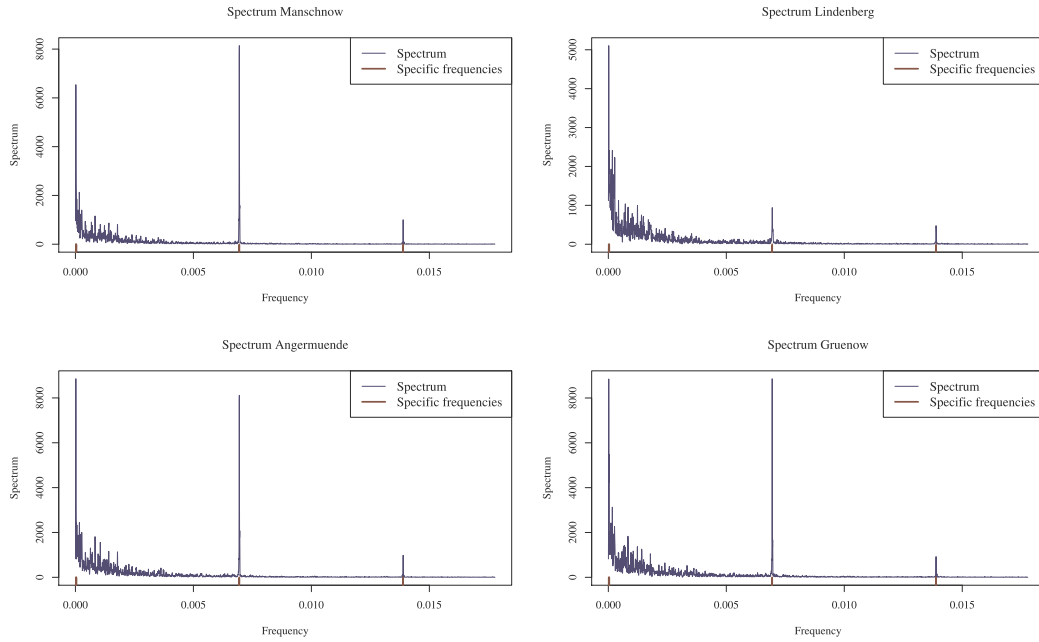 Spectrum Manschnow
Spectrum
Specific frequencies
Spectrum
0
2000
4000
6000
8000
0.000
0.005
0.010
0.015
Frequency
Spectrum Lindenberg
Spectrum
Specific frequencies
Spectrum
0
1000
2000
3000
4000
5000
0.000
0.005
0.010
0.015
Frequency
Spectrum Angermuende
Spectrum
Specific frequencies
Spectrum
0
2000
4000
6000
8000
0.000
0.005
0.010
0.015
Frequency
Spectrum Gruenow
Spectrum
Specific frequencies
Spectrum
0
2000
4000
6000
8000
0.000
0.005
0.010
0.015
Frequency